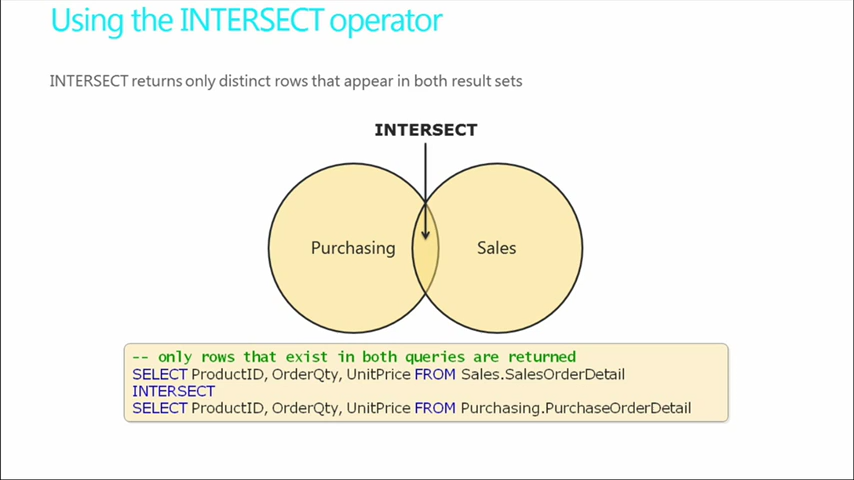 Using the INTERSECT operator
INTERSECT returns only distinct rows that appear in both result sets
INTERSECT
Purchasing
Sales
-- only rows that exist in both queries are returned
SELECT ProductID, OrderQty, UnitPrice FROM Sales.SalesOrderDetail
INTERSECT
SELECT ProductID, OrderQty, UnitPrice FROM Purchasing.PurchaseOrderDetail